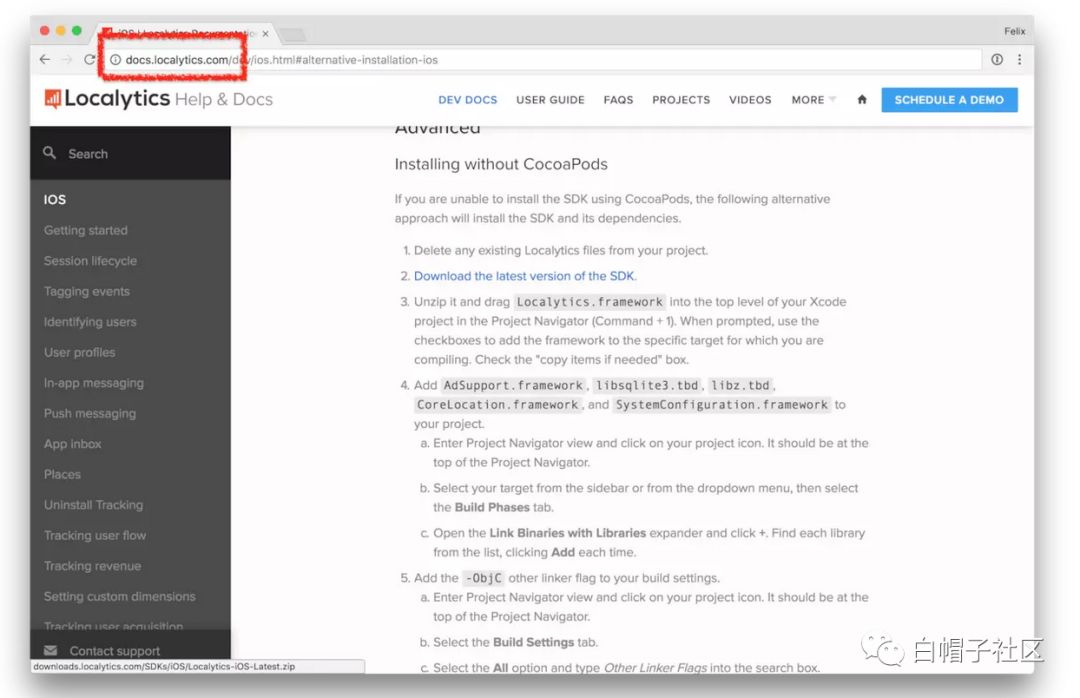 iOS | Localytics Documentatio
Felix
docs.localytics.com/dev/ios.html#alternative-installation-ios
Localytics Help & Docs
DEV DOCS USER GUIDE FAQS PROJECTS VIDEOS MORE SCHEDULE A DEMO
Search
IOS
Getting started
Session lifecycle
Tagging events
Identifying users
User profiles
In-app messaging
Push messaging
App inbox
Places
Uninstall Tracking
Tracking user flow
Tracking revenue
Setting custom dimensions
Tracking user acquisition
Contact support
downloads.localytics.com/SDKs/iOS/Localytics-iOS-Latest.zip
Advanced
Installing without CocoaPods
If you are unable to install the SDK using CocoaPods, the following alternative
approach will install the SDK and its dependencies.
1. Delete any existing Localytics files from your project.
2. Download the latest version of the SDK.
3. Unzip it and drag Localytics.framework into the top level of your Xcode
project in the Project Navigator (Command + 1). When prompted, use the
checkboxes to add the framework to the specific target for which you are
compiling. Check the "copy items if needed" box.
4. Add AdSupport.framework, libsqlite3.tbd, libz.tbd,
CoreLocation.framework, and SystemConfiguration.framework to
your project.
a. Enter Project Navigator view and click on your project icon. It should be at the
top of the Project Navigator.
b. Select your target from the sidebar or from the dropdown menu, then select
the Build Phases tab.
c. Open the Link Binaries with Libraries expander and click +. Find each library
from the list, clicking Add each time.
5. Add the -ObjC other linker flag to your build settings.
a. Enter Project Navigator view and click on your project icon. It should be at the
top of the Project Navigator.
b. Select the Build Settings tab.
c. Select the All option and type Other Linker Flags into the search box.
白帽子社区